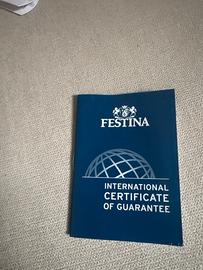 FESTINA
INTERNATIONAL
CERTIFICATE
OF GUARANTEE